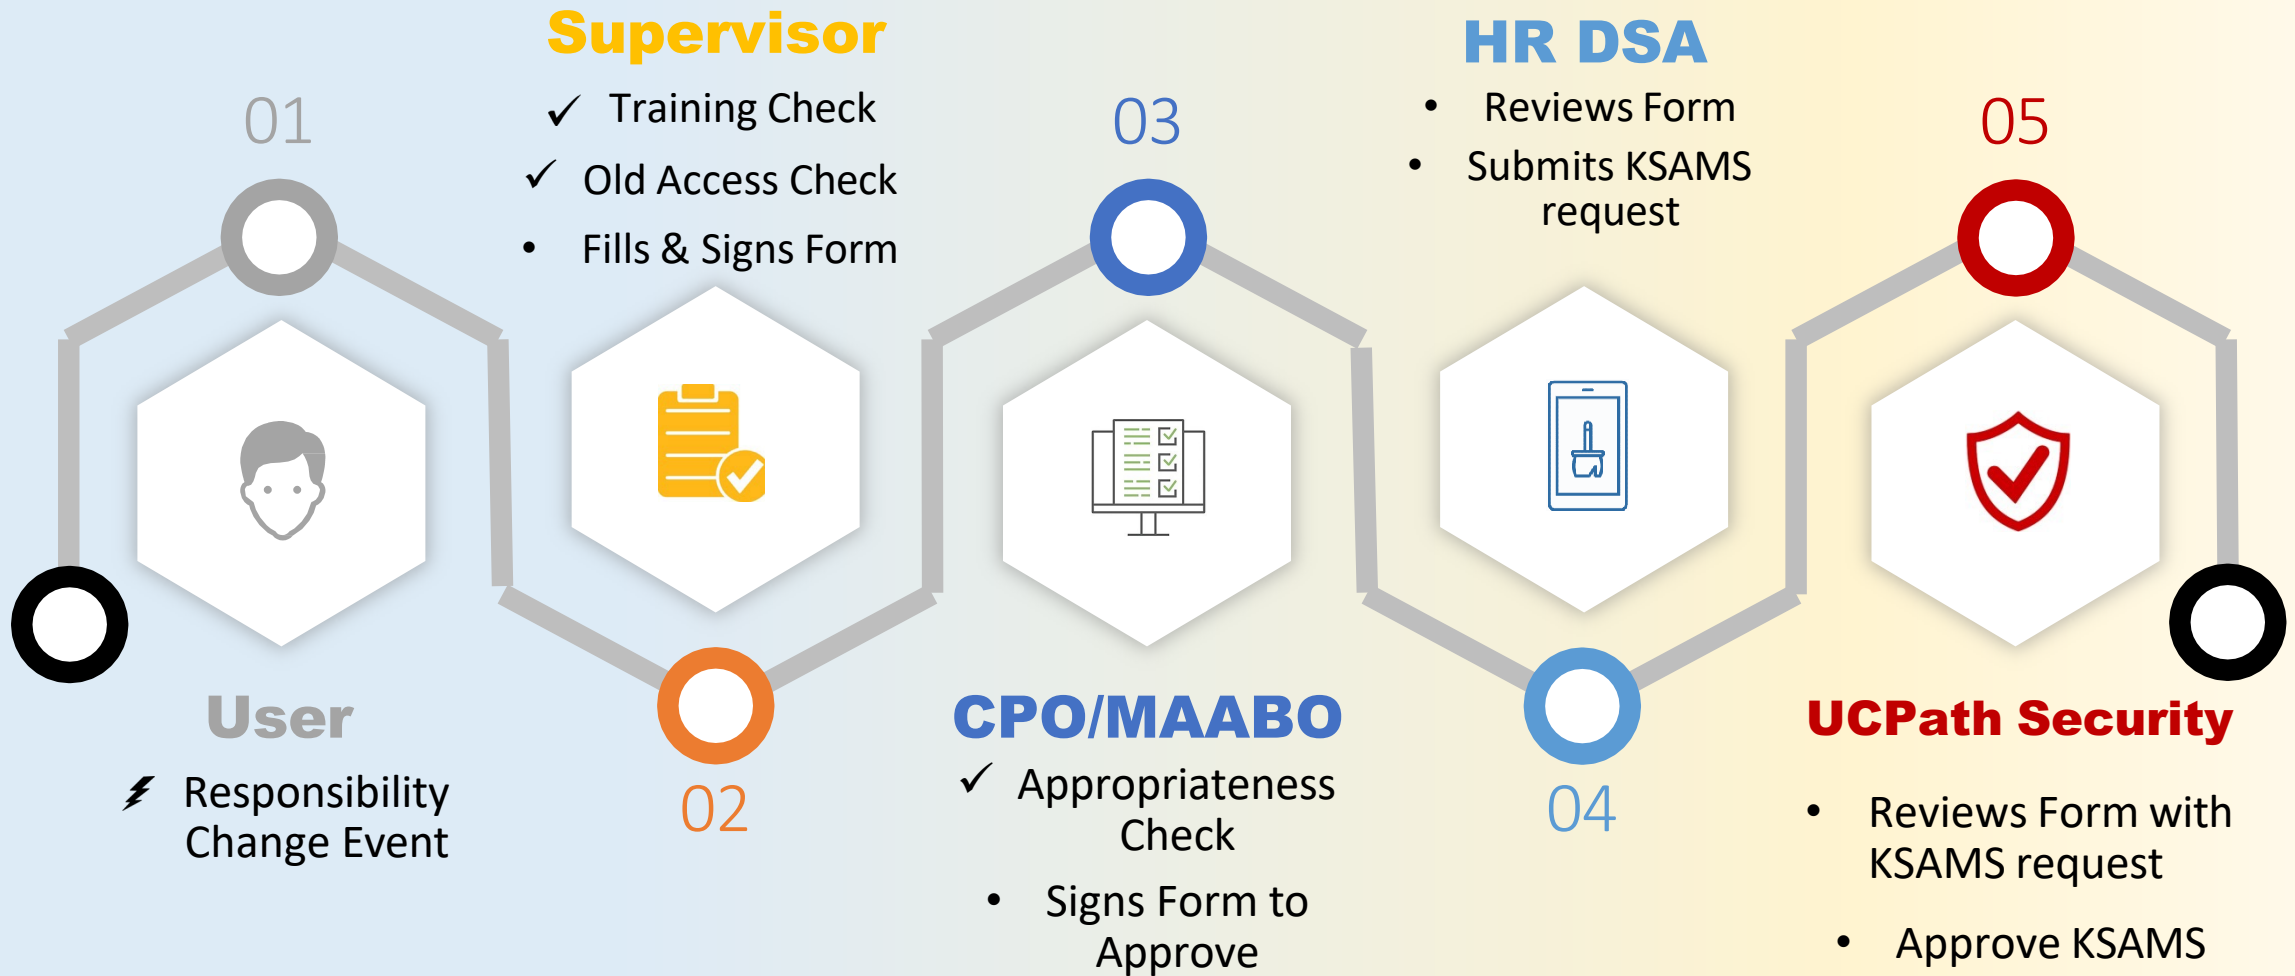 01
User
Responsibility
Change Event
Supervisor
✓ Training Check
✓ Old Access Check
• Fills & Signs Form
02
03
CPO/MAABO
✓ Appropriateness
Check
• Signs Form to
Approve
HR DSA
• Reviews Form
• Submits KSAMS
request
04
05
UCPath Security
• Reviews Form with
KSAMS request
• Approve KSAMS